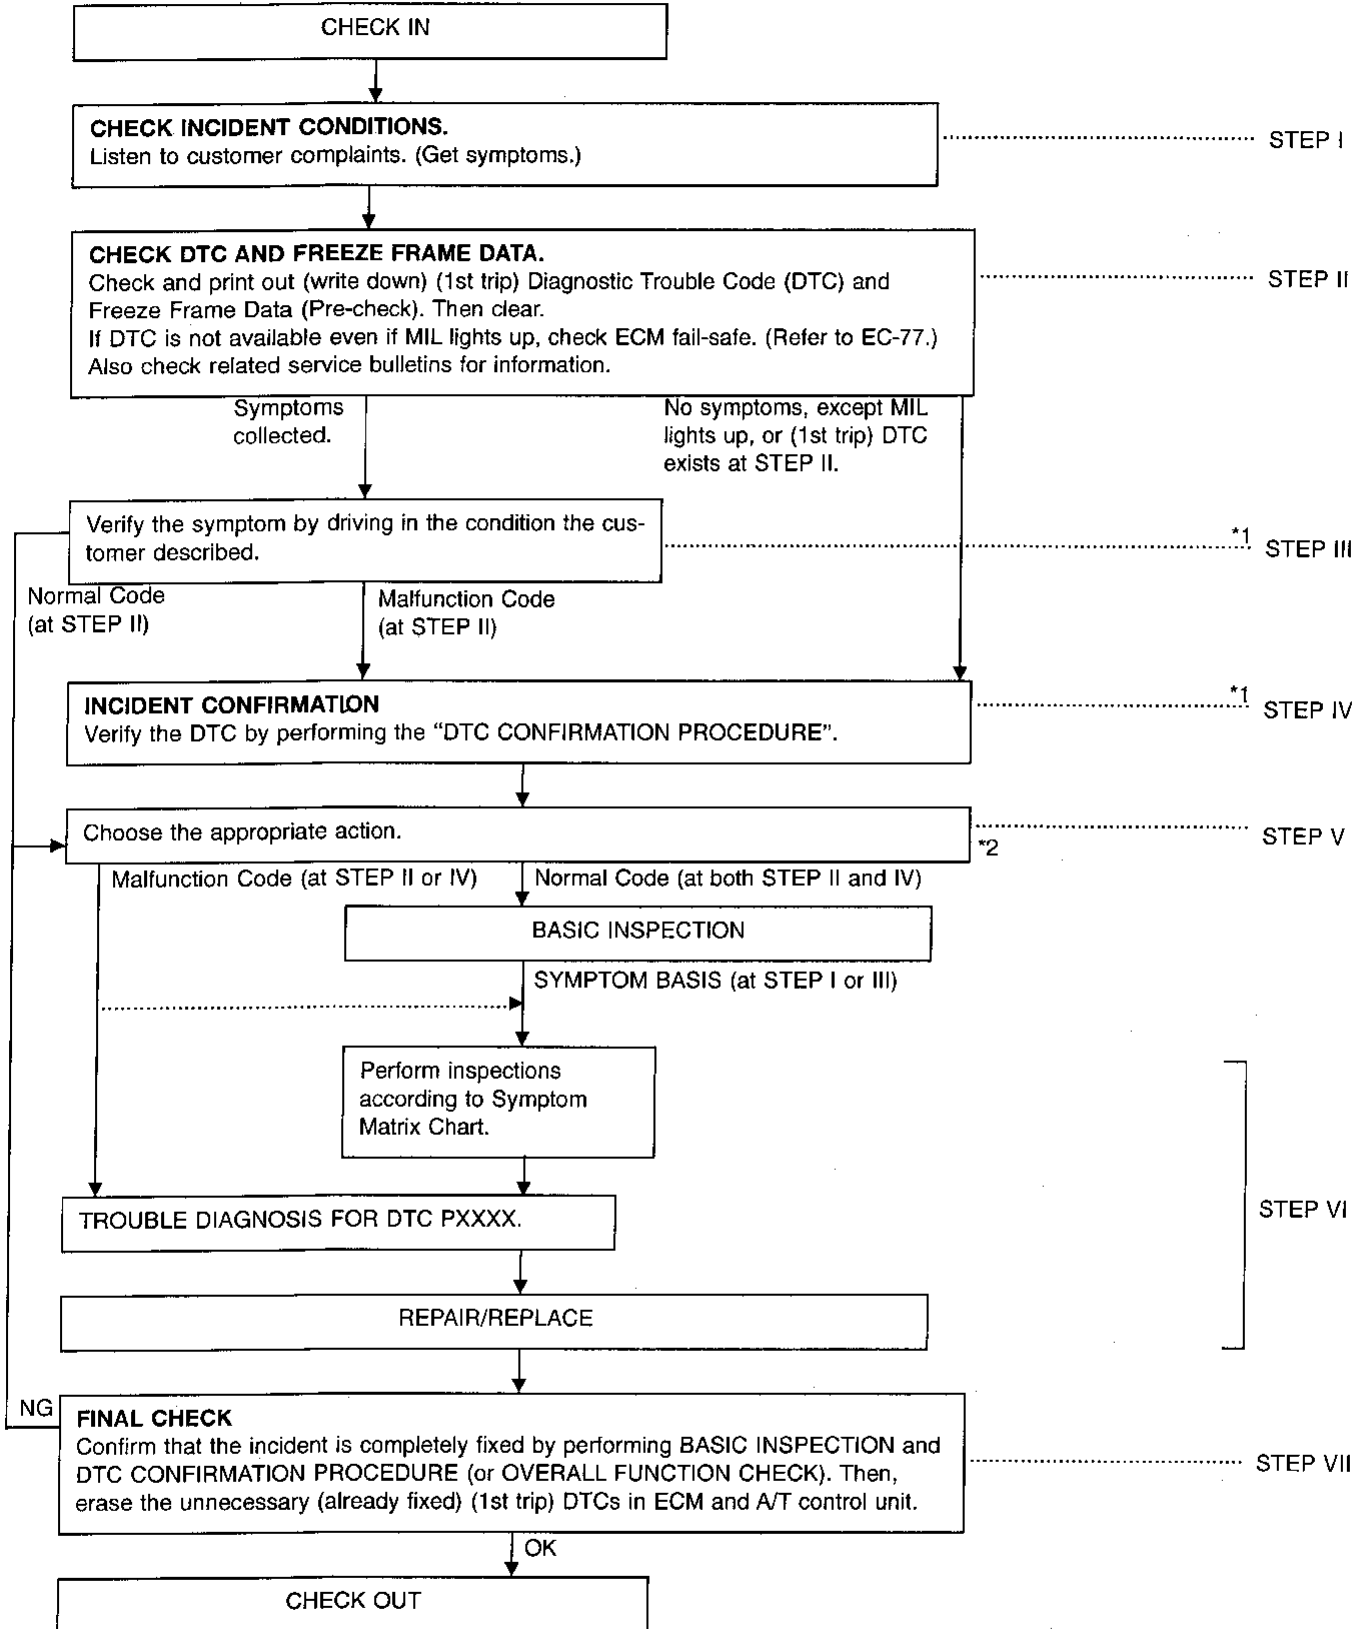 CHECK IN
CHECK INCIDENT CONDITIONS.
Listen to customer complaints. (Get symptoms.)
STEP I
CHECK DTC AND FREEZE FRAME DATA.
Check and print out (write down) (1st trip) Diagnostic Trouble Code (DTC) and
Freeze Frame Data (Pre-check). Then clear.
If DTC is not available even if MIL lights up, check ECM fail-safe. (Refer to EC-77.)
Also check related service bulletins for information.
STEP II
Symptoms
collected.
No symptoms, except MIL
lights up, or (1st trip) DTC
exists at STEP II.
Verify the symptom by driving in the condition the cus-
tomer described.
*1 STEP III
Normal Code
(at STEP II)
Malfunction Code
(at STEP II)
INCIDENT CONFIRMATION
Verify the DTC by performing the “DTC CONFIRMATION PROCEDURE”.
*1 STEP IV
Choose the appropriate action.
*2
STEP V
Malfunction Code (at STEP II or IV)
Normal Code (at both STEP II and IV)
BASIC INSPECTION
SYMPTOM BASIS (at STEP I or III)
Perform inspections
according to Symptom
Matrix Chart.
TROUBLE DIAGNOSIS FOR DTC PXXXX.
STEP VI
REPAIR/REPLACE
NG
FINAL CHECK
Confirm that the incident is completely fixed by performing BASIC INSPECTION and
DTC CONFIRMATION PROCEDURE (or OVERALL FUNCTION CHECK). Then,
erase the unnecessary (already fixed) (1st trip) DTCs in ECM and A/T control unit.
STEP VII
OK
CHECK OUT